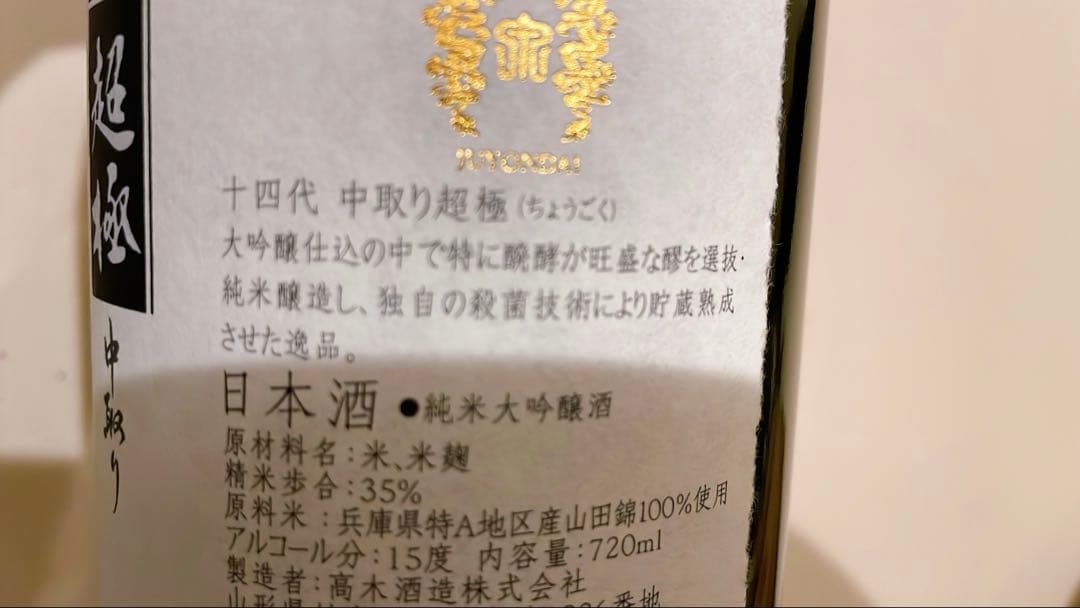 超極
中取り
JUYONDAI
十四代 中取り超極(ちょうごく)
大吟醸仕込の中で特に醗酵が旺盛な醪を選抜・
純米醸造し、独自の殺菌技術により貯蔵熟成
させた逸品。
日本酒 ●純米大吟醸酒
原材料名:米、米麹
精米歩合:35%
原料米:兵庫県特A地区産山田錦100%使用
アルコール分:15度 内容量:720ml
製造者:高木酒造株式会社
山形県
番地